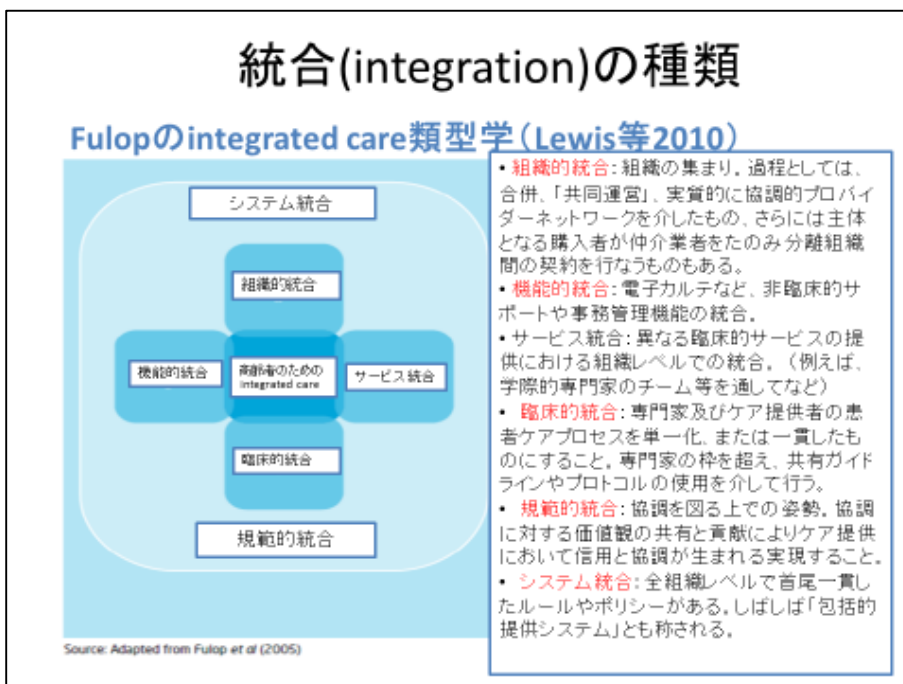 統合(integration)の種類
Fulopのintegrated care類型学(Lewis等2010)
システム統合
組織的統合
機能的統合
高齢者のための
integrated care
サービス統合
臨床的統合
規範的統合
Source: Adapted from Fulop et al (2005)
• 組織的統合：組織の集まり。過程としては、
合併、「共同運営」、実質的に協調的プロバイ
ダーネットワークを介したもの、さらには主体
となる購入者が仲介業者をたのみ分離組織
間の契約を行なうものもある。
• 機能的統合：電子カルテなど、非臨床的サ
ポートや事務管理機能の統合。
• サービス統合：異なる臨床的サービスの提
供における組織レベルでの統合。（例えば、
学際的専門家のチーム等を通してなど）
• 臨床的統合：専門家及びケア提供者の患
者ケアプロセスを単一化、または一貫したも
のにすること。専門家の枠を超え、共有ガイド
ラインやプロトコルの使用を介して行う。
• 規範的統合：協調を図る上での姿勢。協調
に対する価値観の共有と貢献によりケア提供
において信用と協調が生まれる実現すること。
• システム統合：全組織レベルで首尾一貫し
たルールやポリシーがある。しばしば「包括的
提供システム」とも称される。